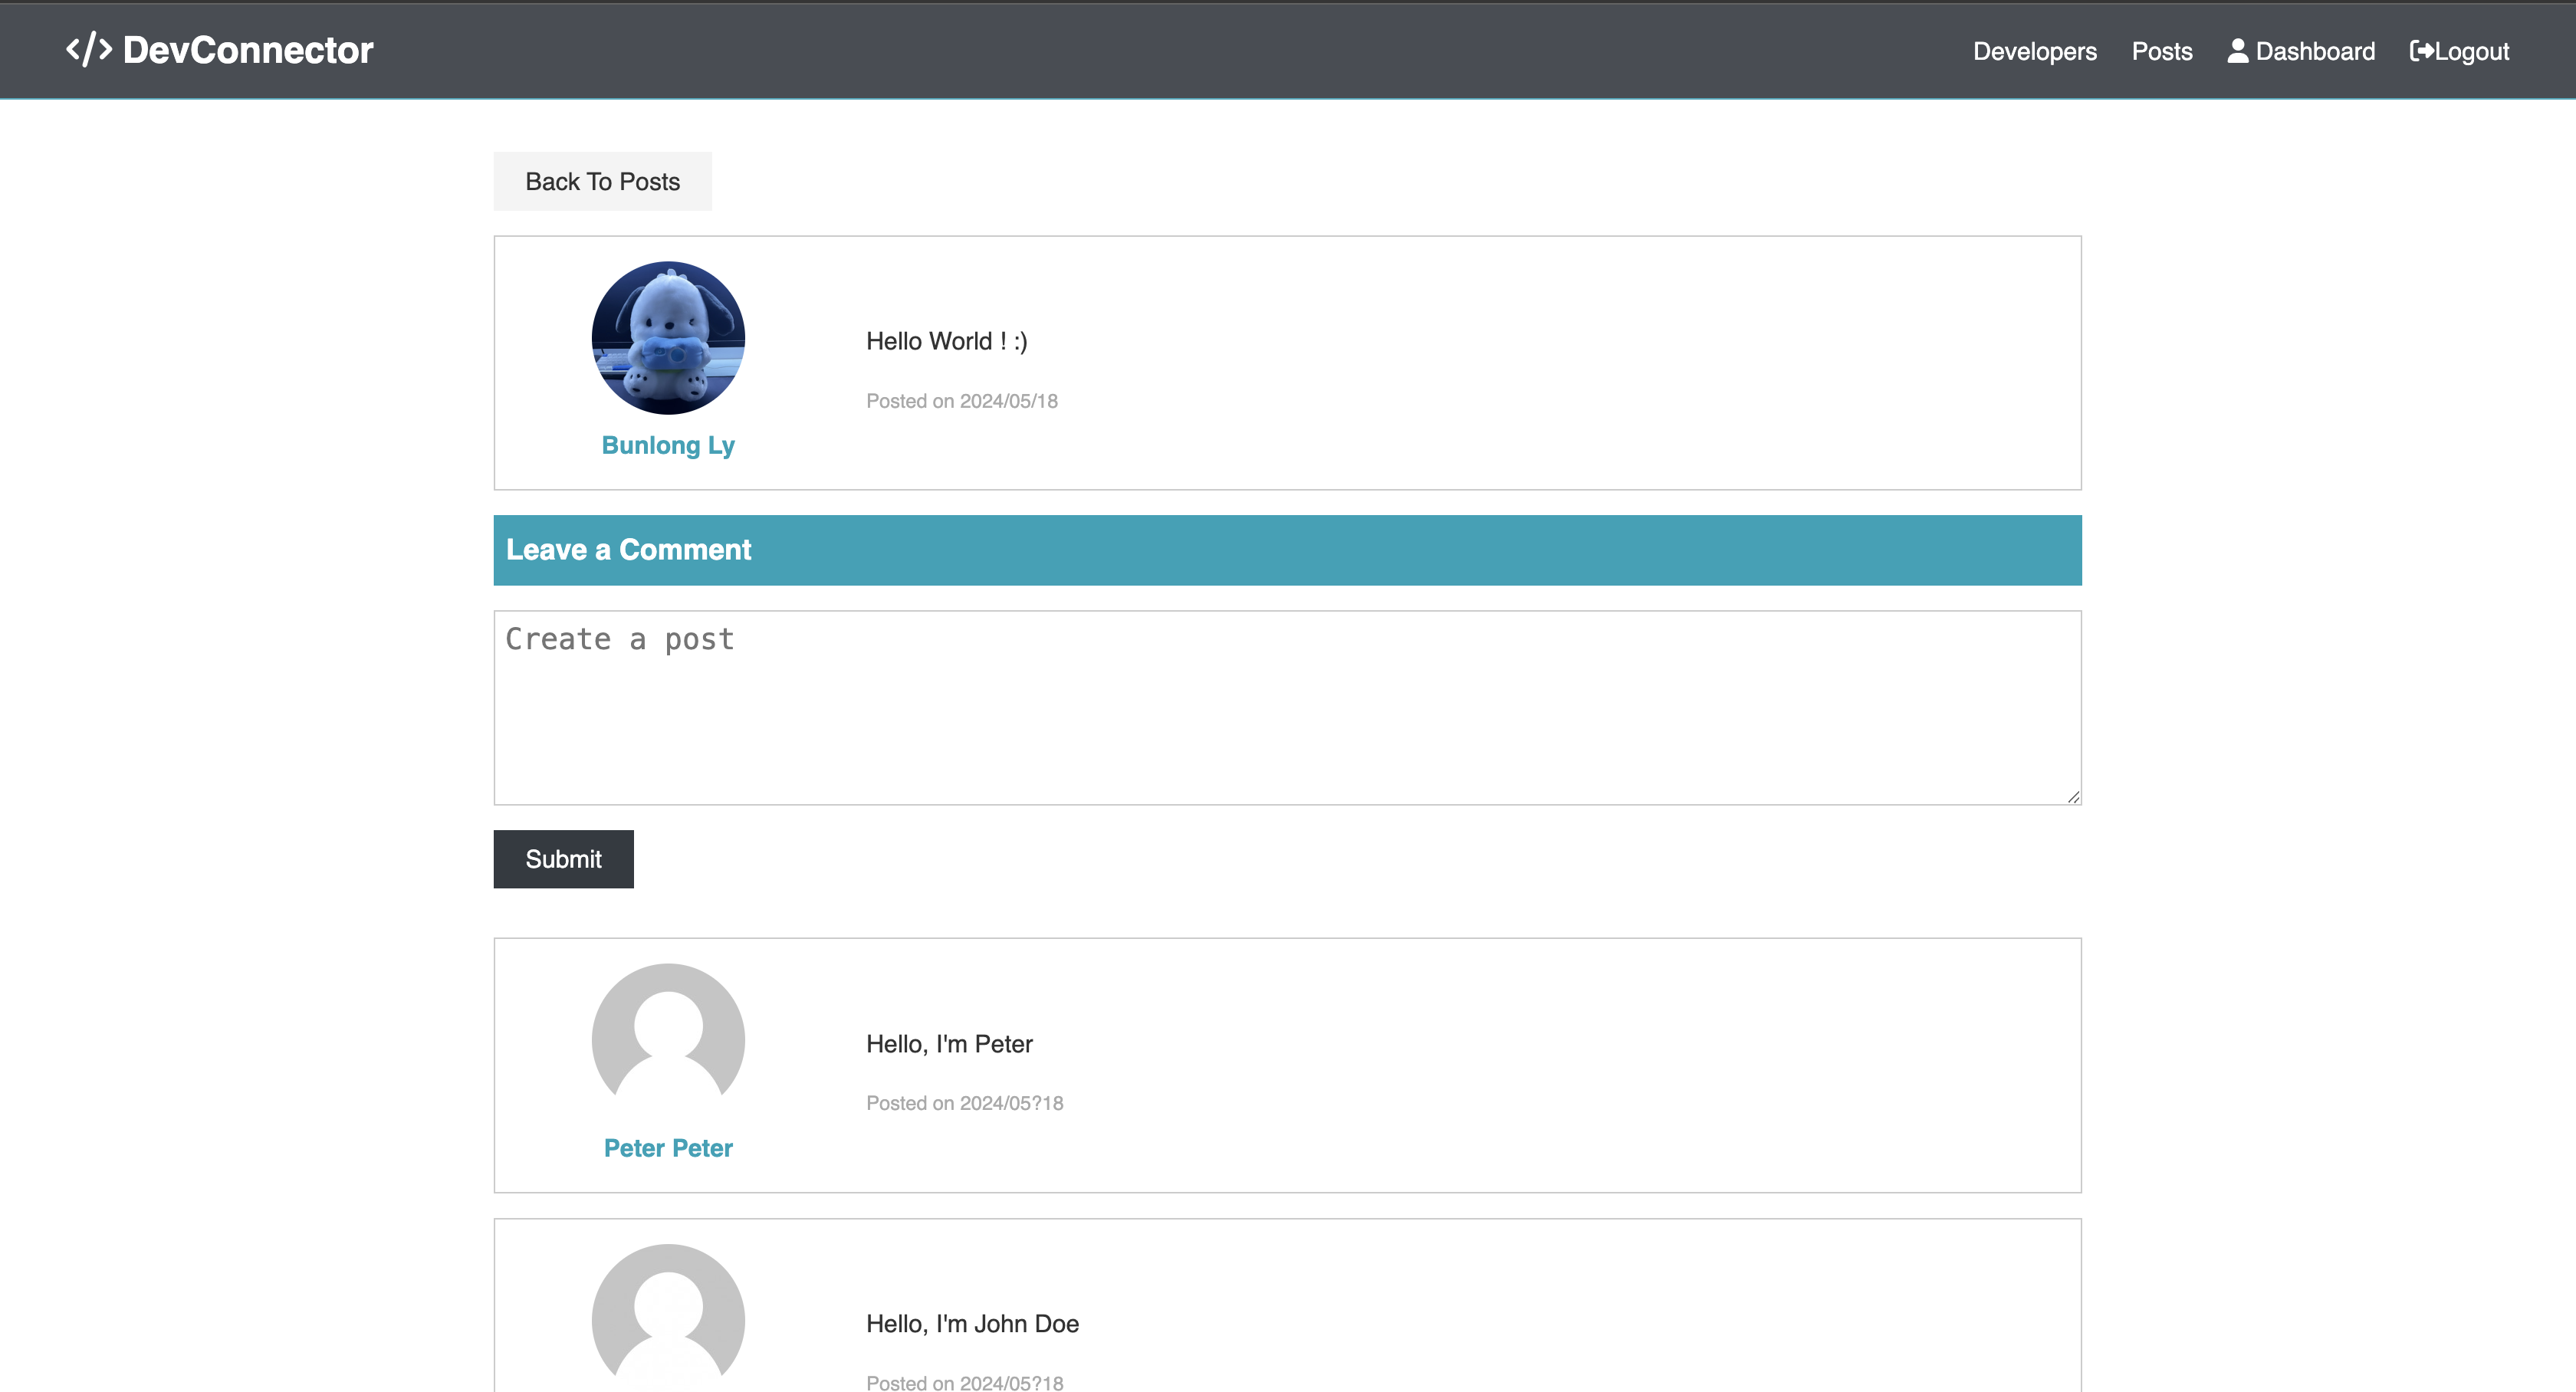 </> DevConnector
Developers Posts Dashboard Logout
Back To Posts
Hello World ! :)
Posted on 2024/05/18
Bunlong Ly
Leave a Comment
Create a post
Submit
Hello, I'm Peter
Posted on 2024/05?18
Peter Peter
Hello, I'm John Doe
Posted on 2024/05?18